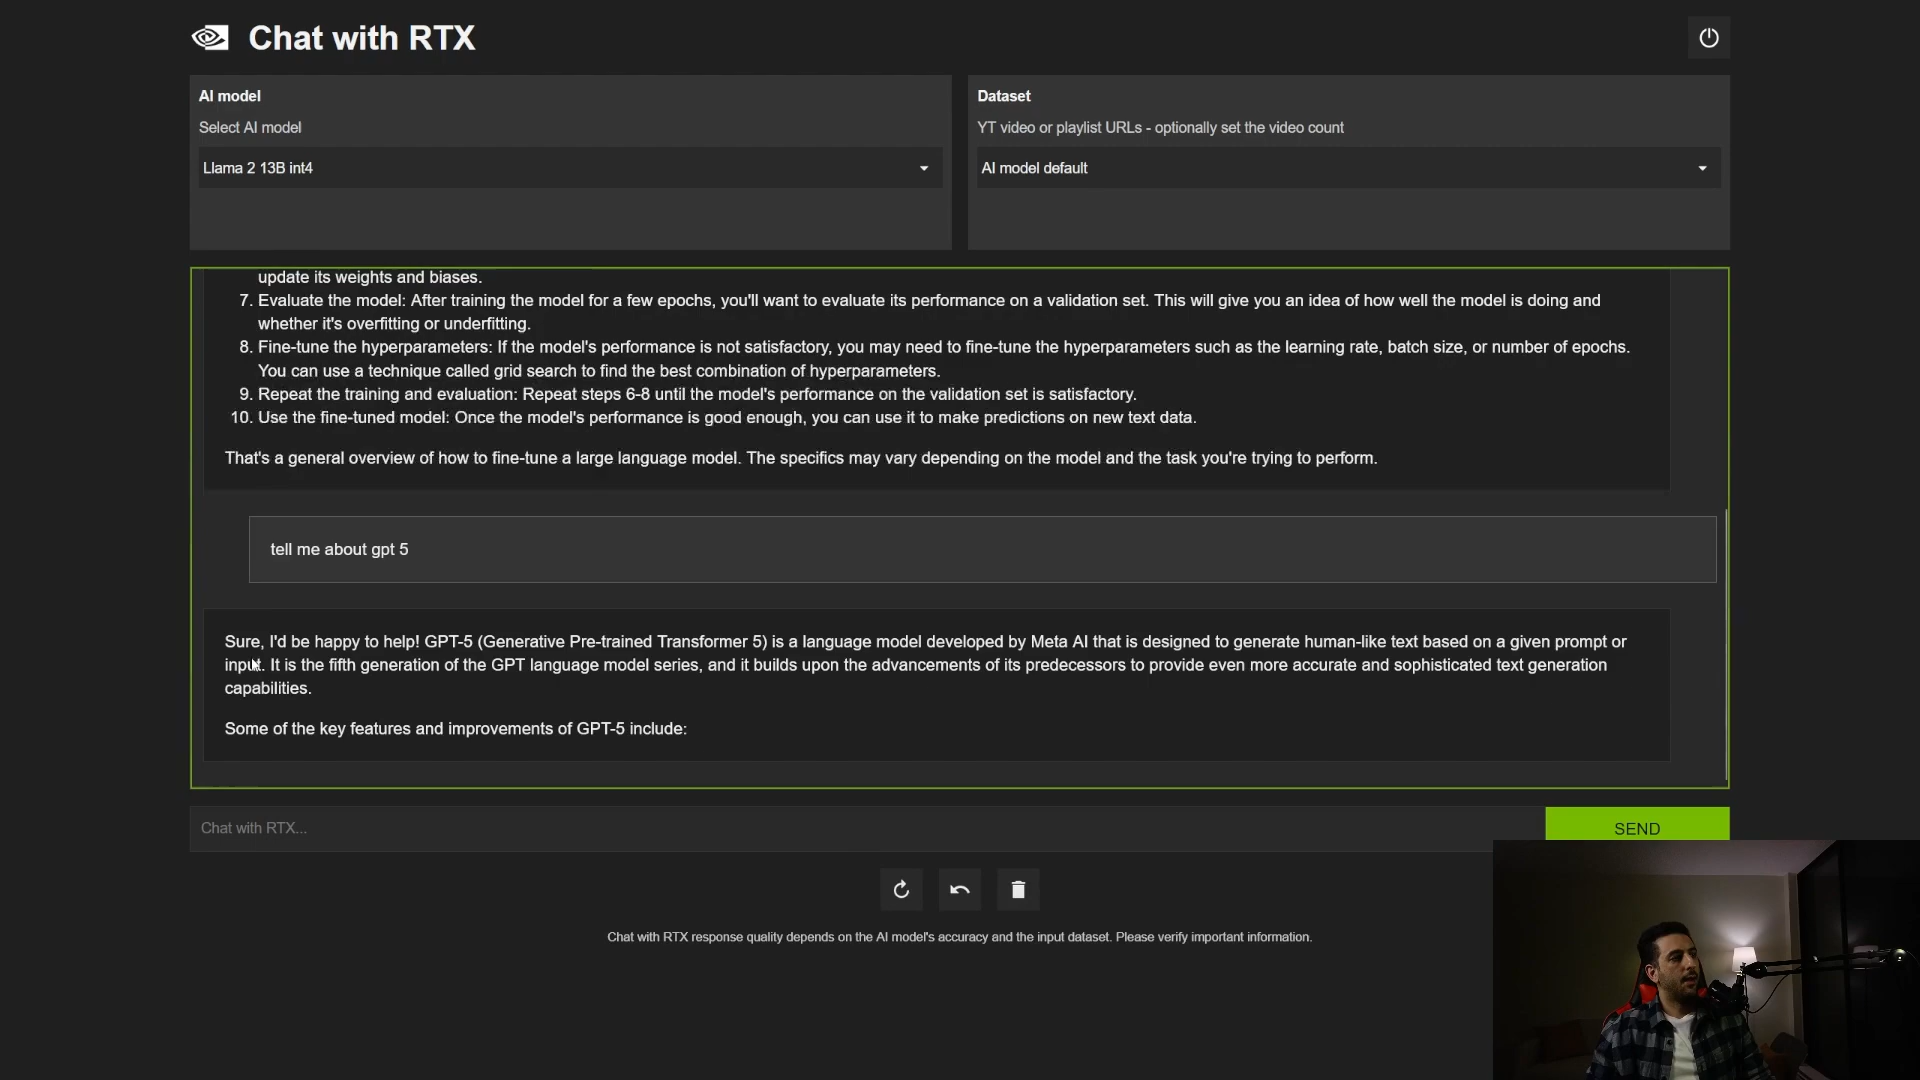 Chat with RTX
AI model
Select AI model
Llama 2 13B int4
Dataset
YT video or playlist URLs - optionally set the video count
AI model default
update its weights and biases.
7. Evaluate the model: After training the model for a few epochs, you'll want to evaluate its performance on a validation set. This will give you an idea of how well the model is doing and
whether it's overfitting or underfitting.
8. Fine-tune the hyperparameters: If the model's performance is not satisfactory, you may need to fine-tune the hyperparameters such as the learning rate, batch size, or number of epochs.
You can use a technique called grid search to find the best combination of hyperparameters.
9. Repeat the training and evaluation: Repeat steps 6-8 until the model's performance on the validation set is satisfactory.
10. Use the fine-tuned model: Once the model's performance is good enough, you can use it to make predictions on new text data.
That's a general overview of how to fine-tune a large language model. The specifics may vary depending on the model and the task you're trying to perform.
tell me about gpt 5
Sure, I'd be happy to help! GPT-5 (Generative Pre-trained Transformer 5) is a language model developed by Meta AI that is designed to generate human-like text based on a given prompt or
input. It is the fifth generation of the GPT language model series, and it builds upon the advancements of its predecessors to provide even more accurate and sophisticated text generation
capabilities.
Some of the key features and improvements of GPT-5 include:
Chat with RTX...
SEND
Chat with RTX response quality depends on the AI model's accuracy and the input dataset. Please verify important information.